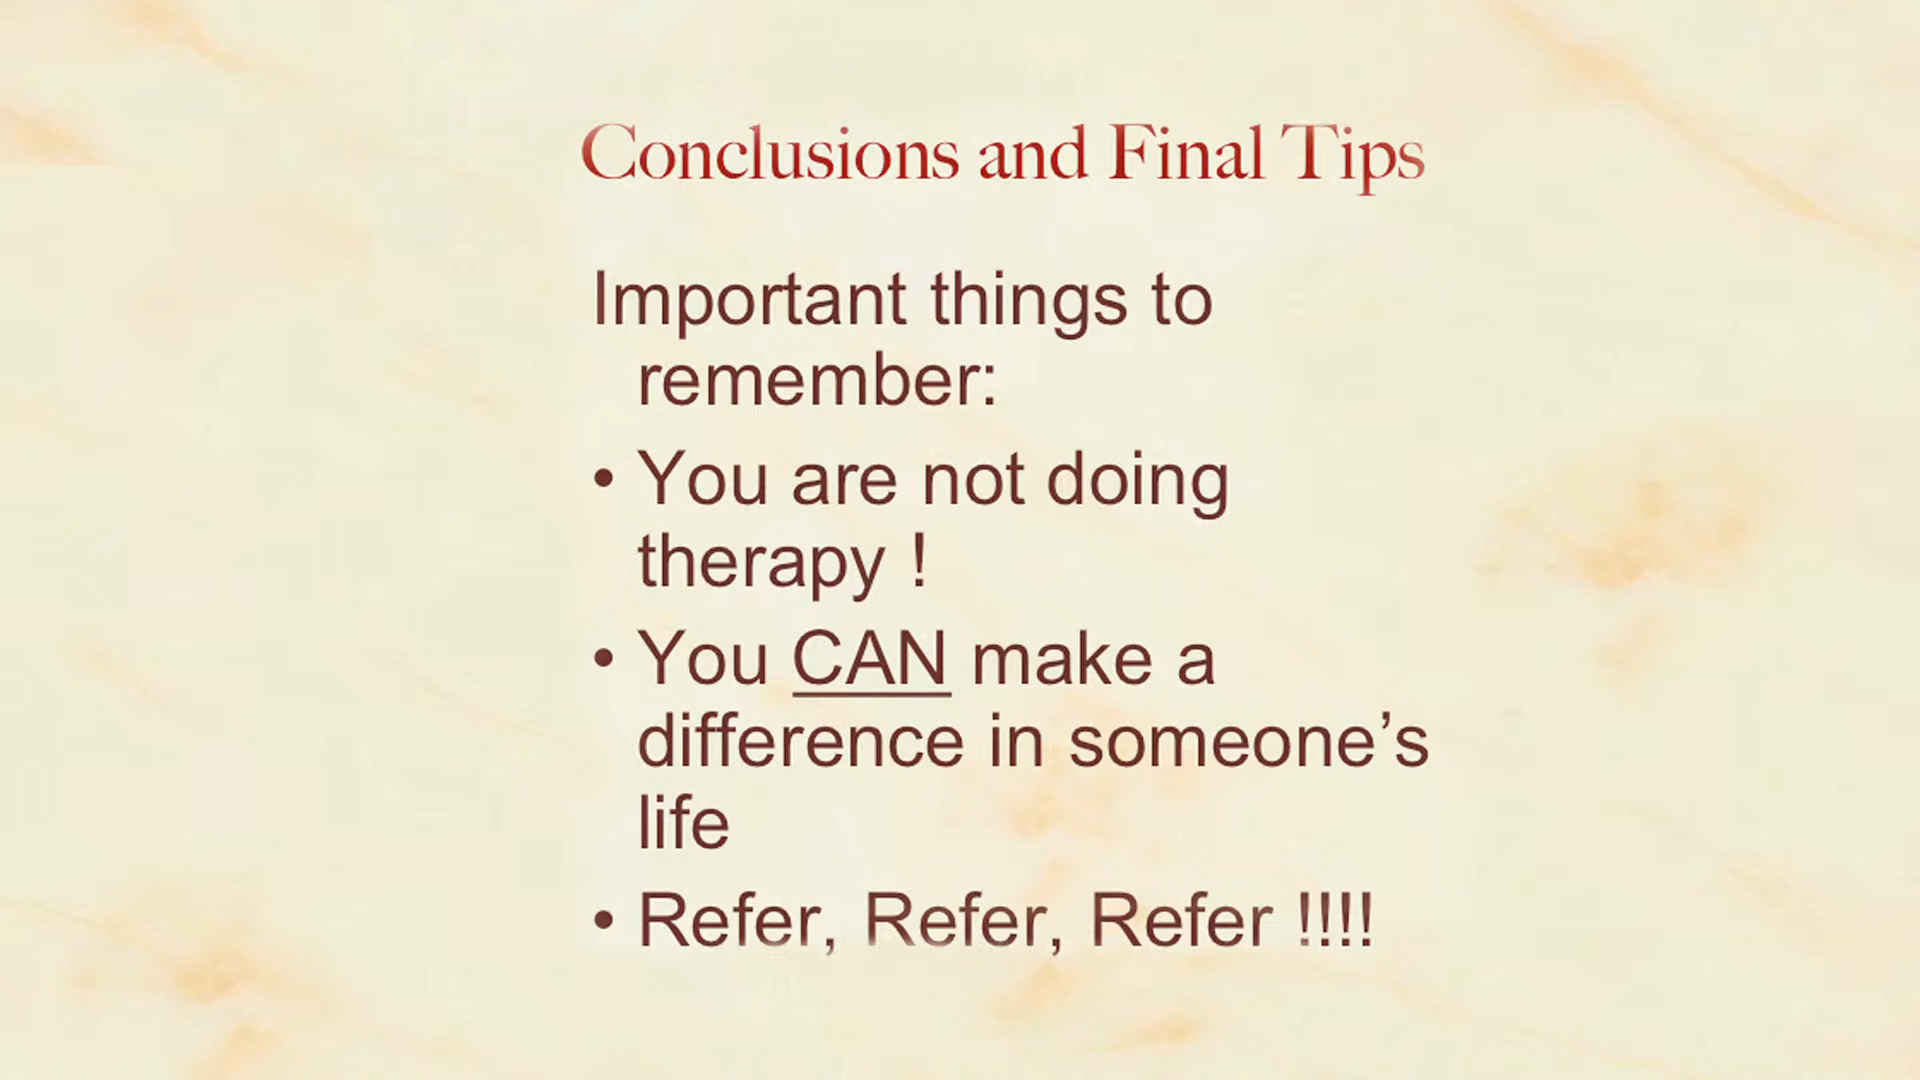 Conclusions and Final Tips
Important things to
remember:
• You are not doing
therapy !
• You CAN make a
difference in someone’s
life
• Refer, Refer, Refer !!!!